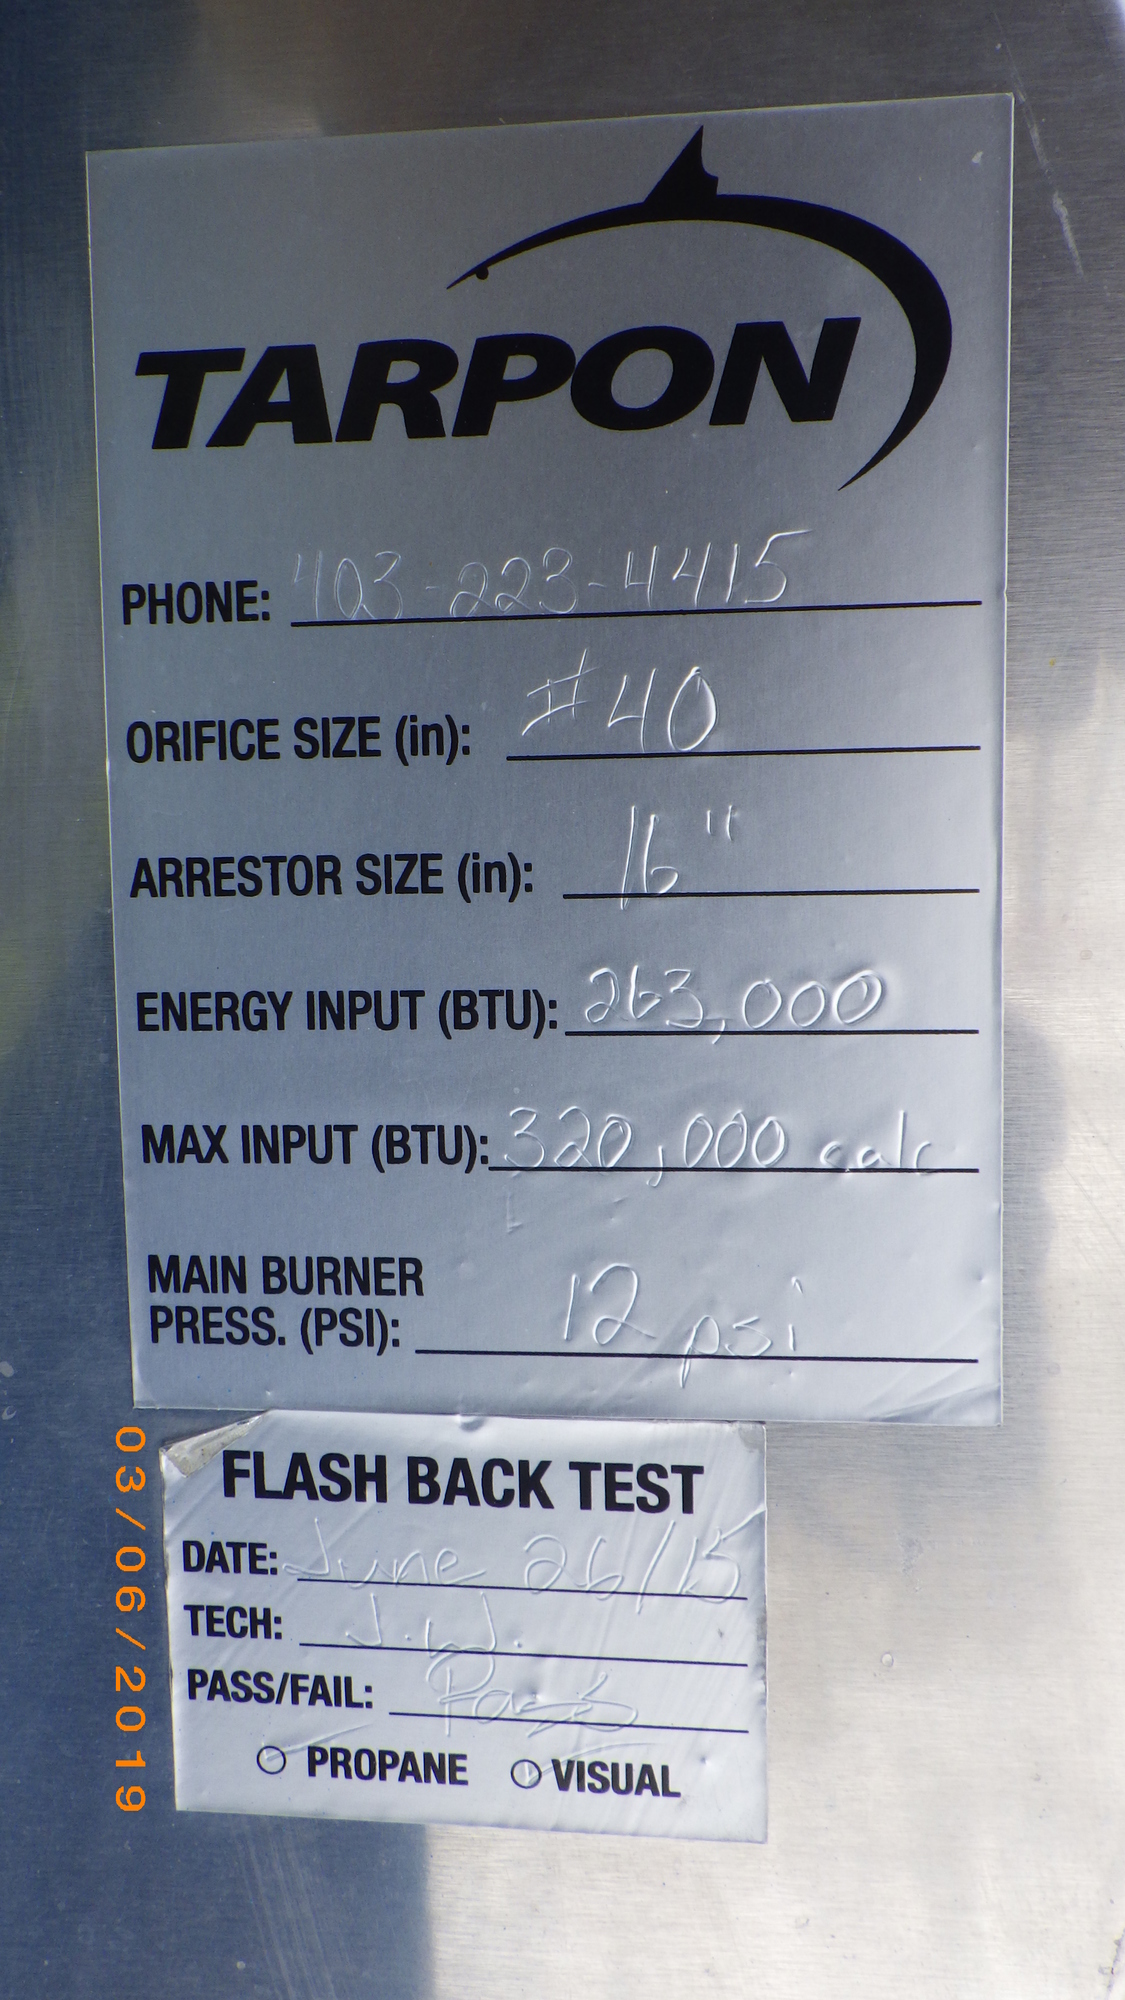 TARPON
PHONE: 403-223-4415
ORIFICE SIZE (in): #40
ARRESTOR SIZE (in): 16"
ENERGY INPUT (BTU): 263,000
MAX INPUT (BTU): 320,000 calc
MAIN BURNER
PRESS. (PSI): 12 psi
FLASH BACK TEST
DATE: June 26/15
TECH: J.W.
PASS/FAIL: Pass
PROPANE VISUAL
03/06/2019